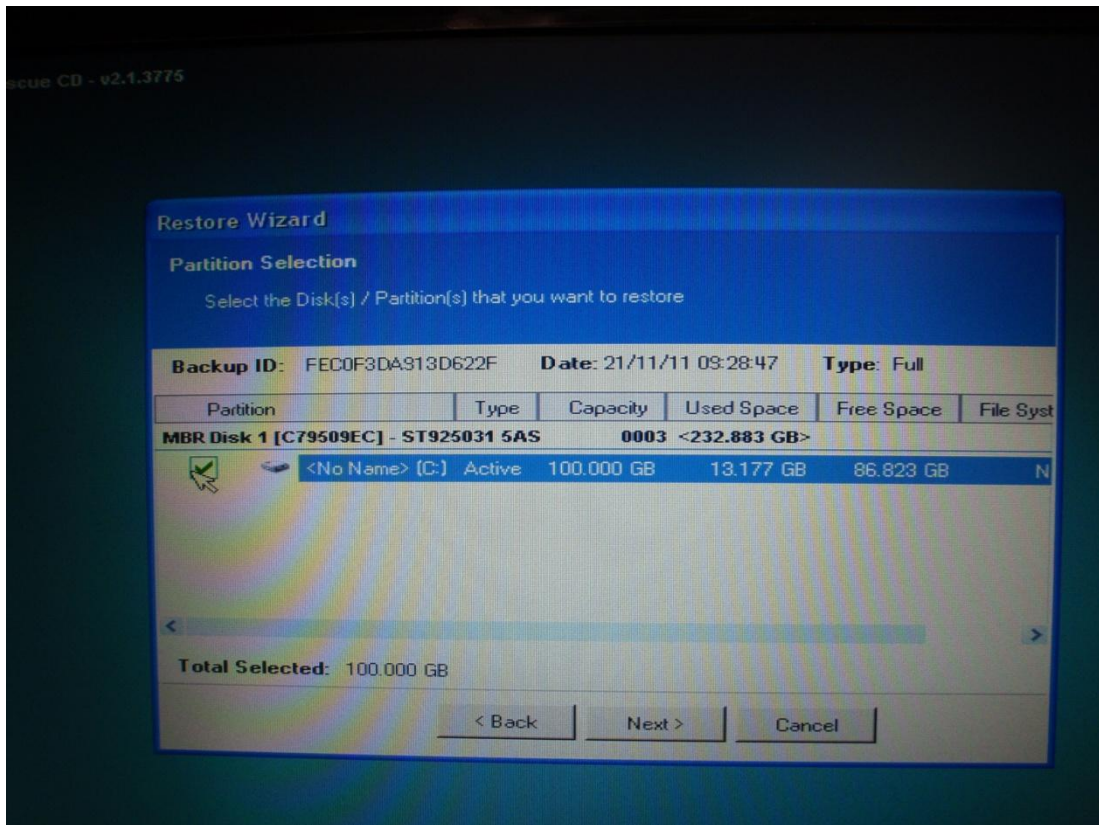 scue CD - v2.1.3775
Restore Wizard
Partition Selection
Select the Disk(s) / Partition(s) that you want to restore
Backup ID: FEC0F3DA913D622F Date: 21/11/11 09:28:47 Type: Full
Partition Type Capacity Used Space Free Space File Syst
MBR Disk 1 [C79509EC] - ST925031 5AS 0003 <232.883 GB>
<No Name> (C:) Active 100.000 GB 13.177 GB 86.823 GB N
Total Selected: 100.000 GB
< Back Next > Cancel